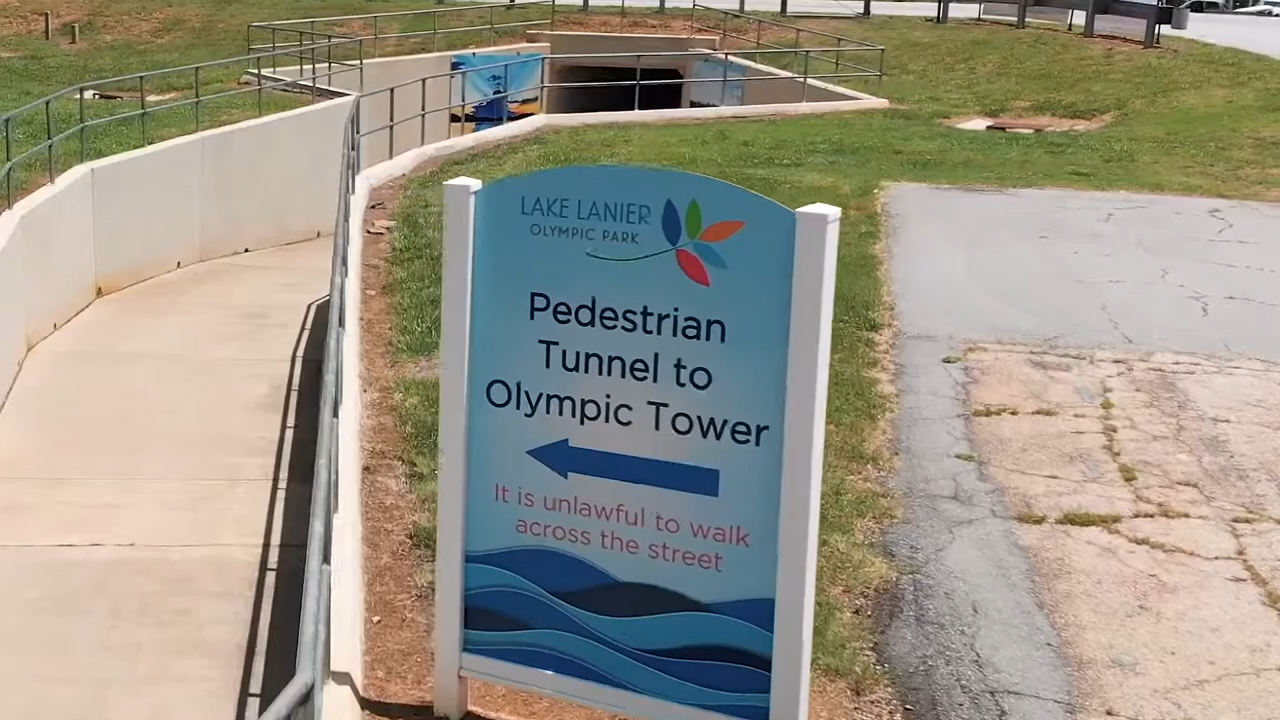 LAKE LANIER
OLYMPIC PARK
Pedestrian
Tunnel to
Olympic Tower
It is unlawful to walk
across the street